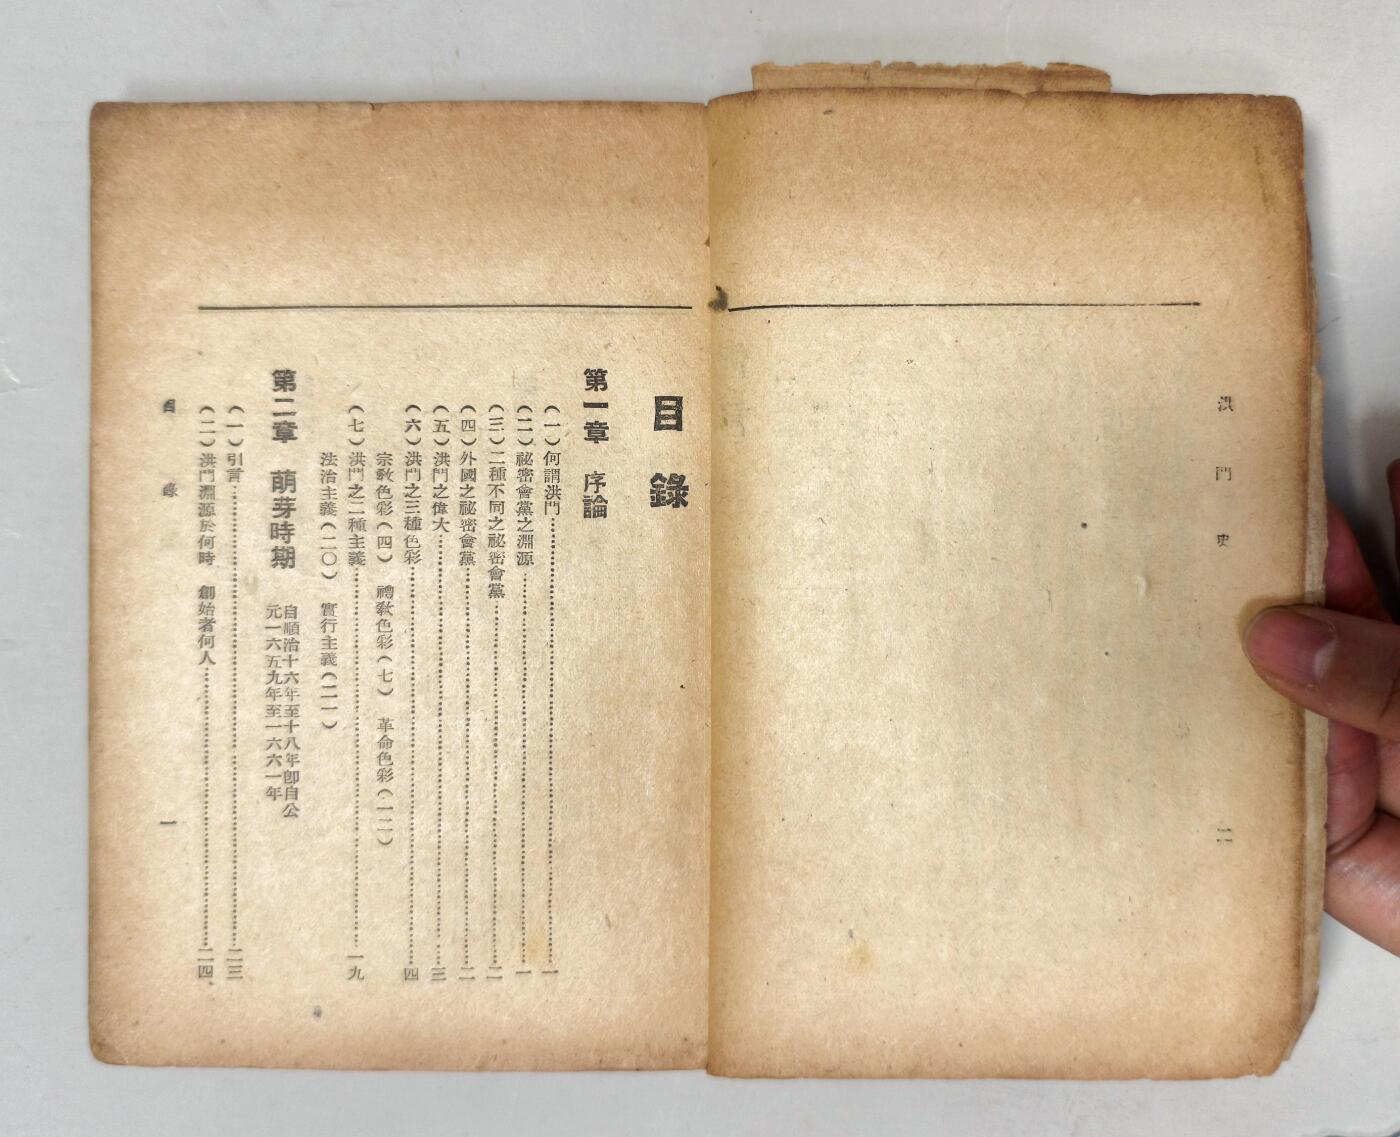 洪門史
二
目錄
第一章 序論
(一)何謂洪門……一
(二)祕密會黨之淵源……一
(三)二種不同之祕密會黨……二
(四)外國之祕密會黨……二
(五)洪門之偉大……三
(六)洪門之三種色彩……四
宗敎色彩(四) 禮敎色彩(七) 革命色彩(一二)
(七)洪門之二種主義……一九
法治主義(二〇) 實行主義(二一)
第二章 萌芽時期
自順治十六年至十八年卽自公
元一六五九年至一六六一年
(一)引言……二三
(二)洪門淵源於何時 創始者何人……二四
目錄
一